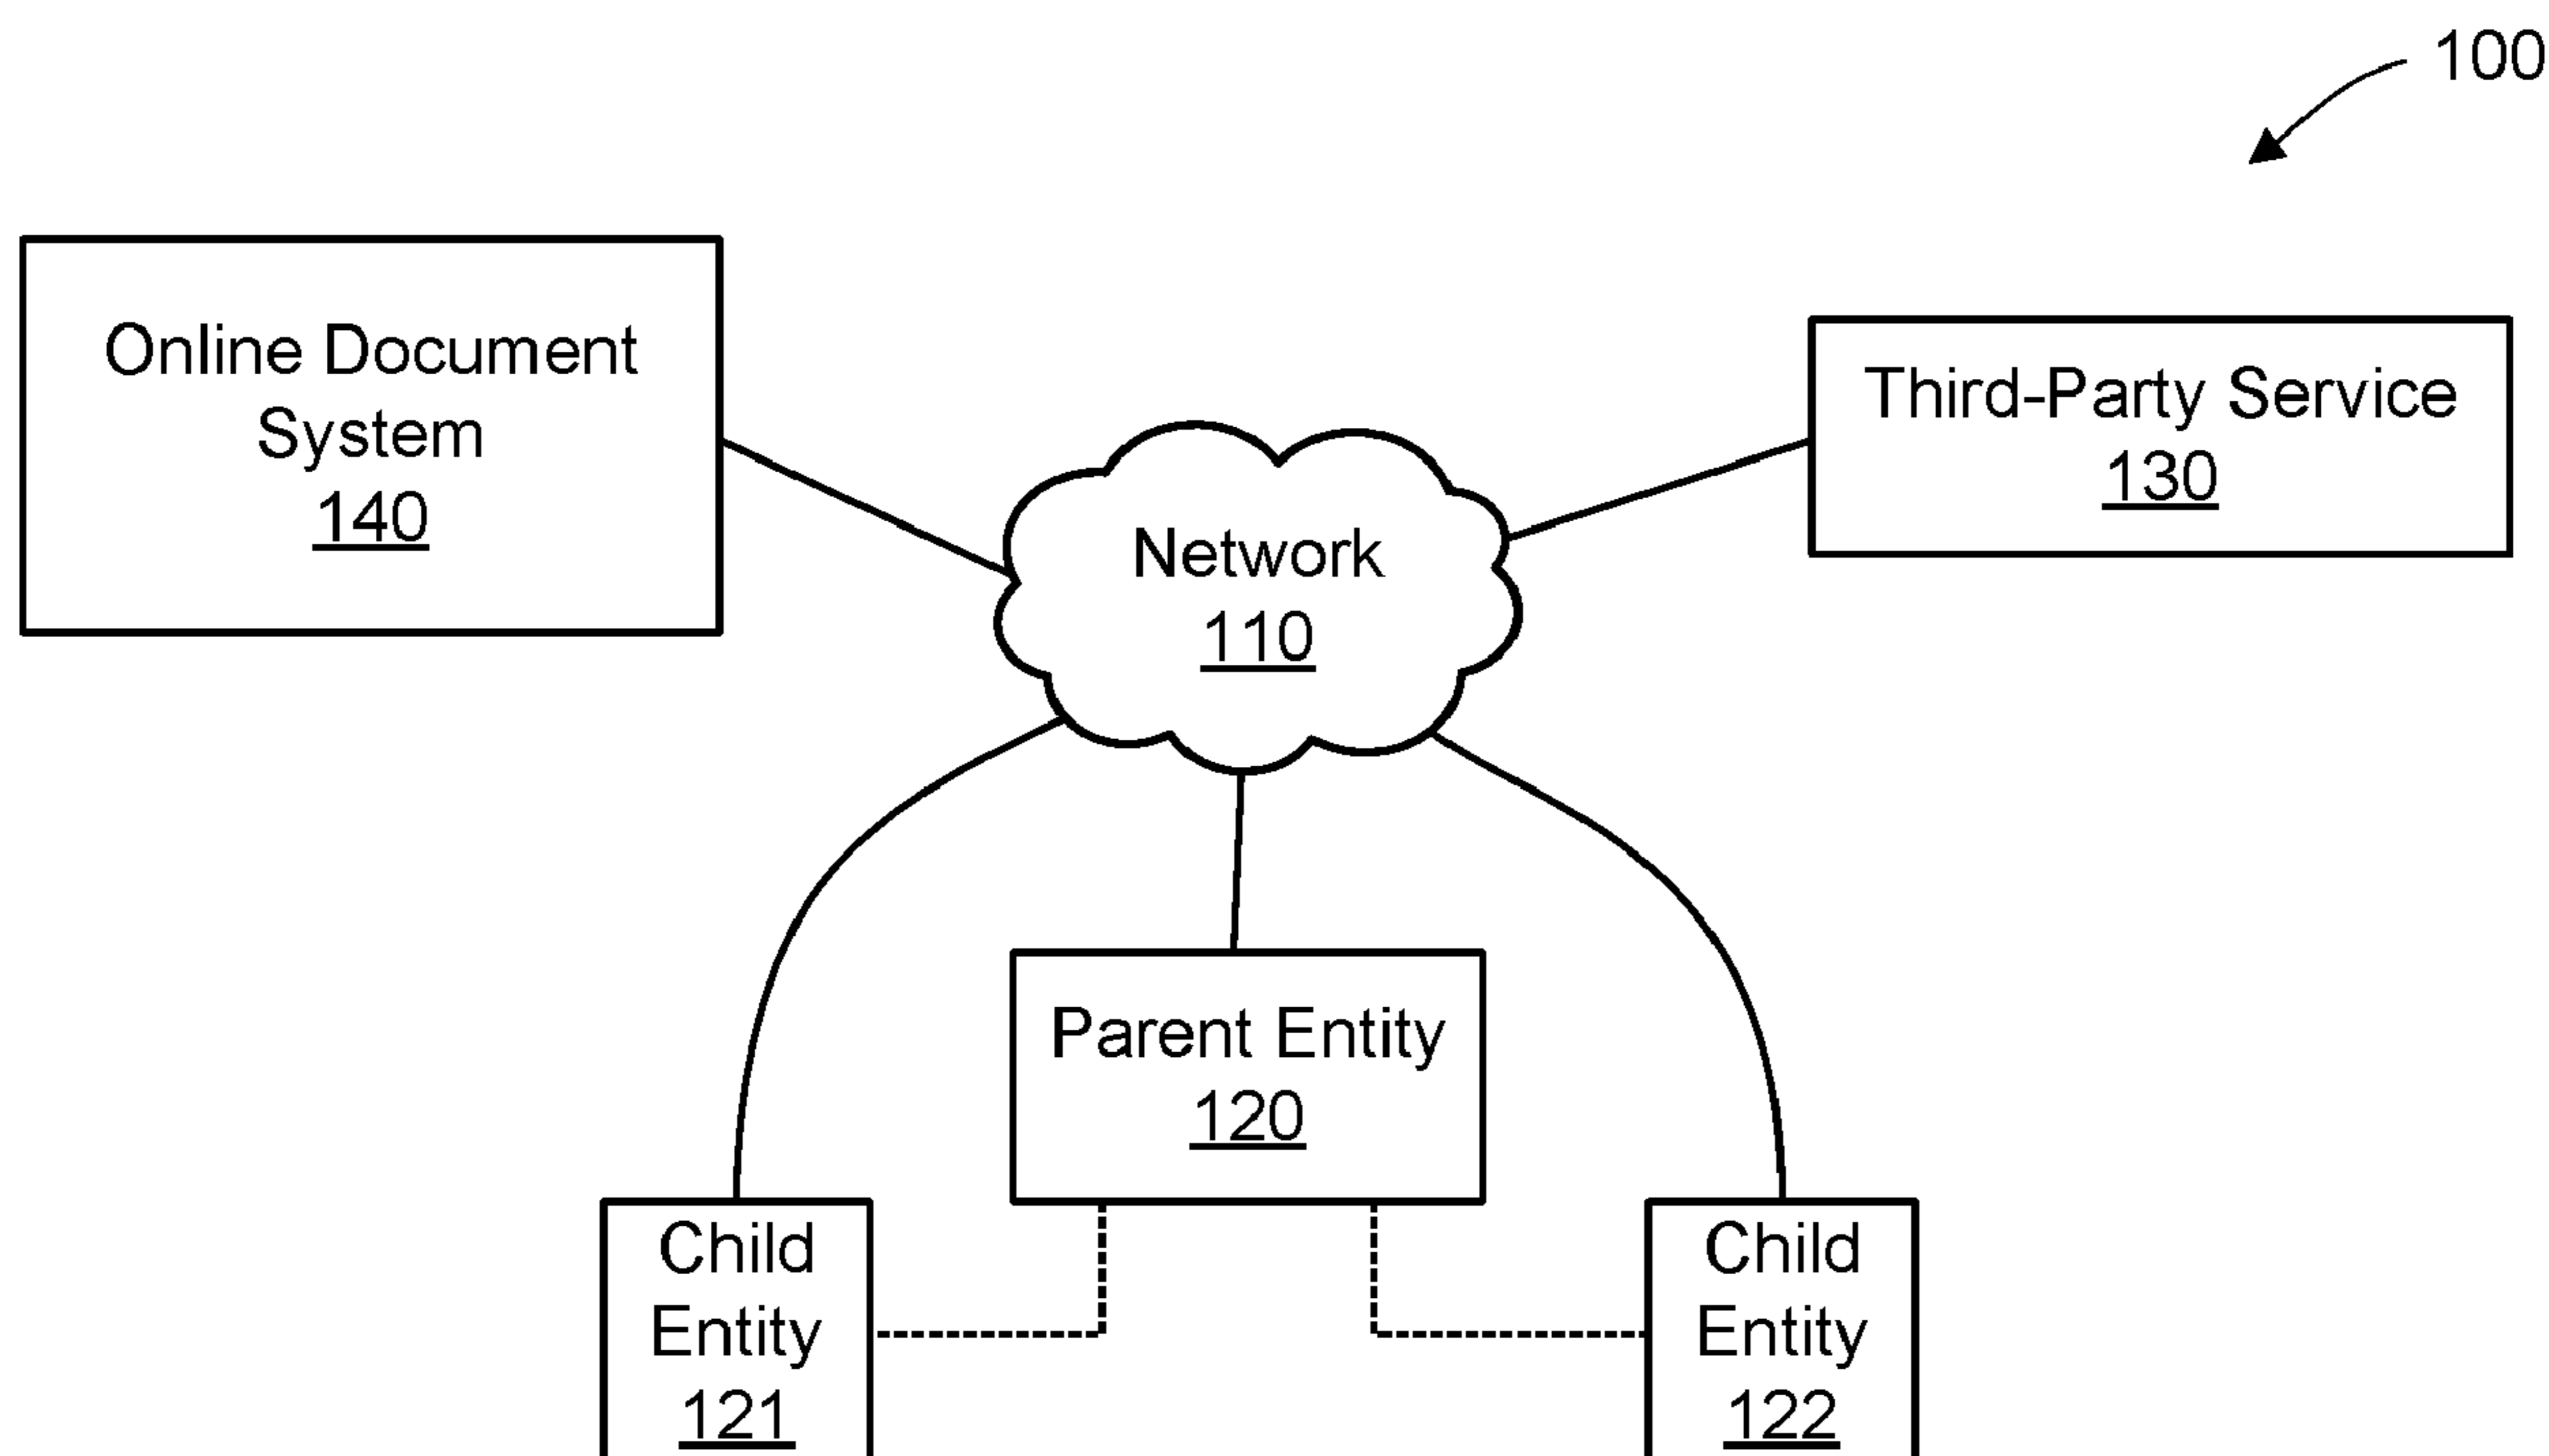 100
Online Document
System
140
Third-Party Service
130
Network
110
Parent Entity
120
Child
Entity
121
Child
Entity
122